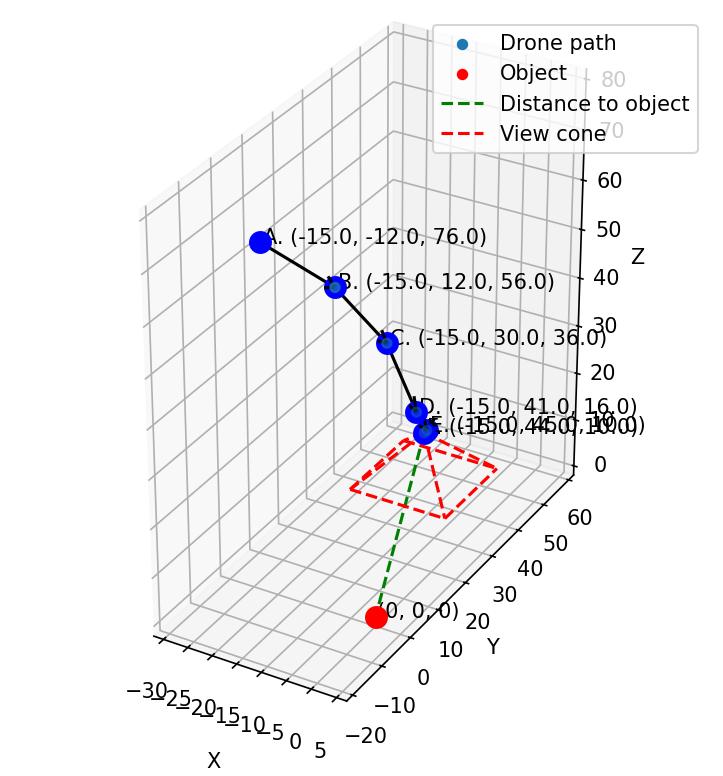 Drone path
Object
Distance to object
View cone
A. (-15.0, -12.0, 76.0)
B. (-15.0, 12.0, 56.0)
C. (-15.0, 30.0, 36.0)
D. (-15.0, 41.0, 16.0)
(0, 0, 0)
X
−30
−25
−20
−15
−10
−5
0
5
Y
−20
−10
0
10
20
30
40
50
60
Z
0
10
20
30
40
50
60
70
80